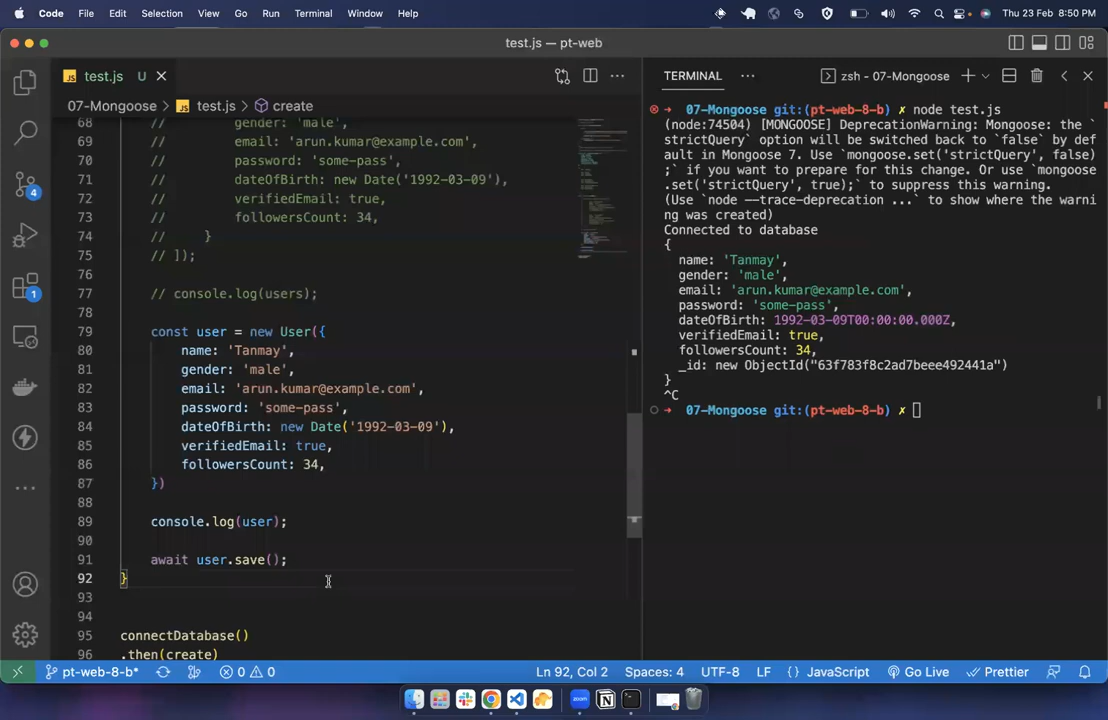 Code File Edit Selection View Go Run Terminal Window Help Thu 23 Feb 8:50 PM
test.js — pt-web
test.js U
07-Mongoose > test.js > create
68 // gender: 'male',
69 // email: 'arun.kumar@example.com',
70 // password: 'some-pass',
71 // dateOfBirth: new Date('1992-03-09'),
72 // verifiedEmail: true,
73 // followersCount: 34,
74 // }
75 // ]);
76
77 // console.log(users);
78
79 const user = new User({
80 name: 'Tanmay',
81 gender: 'male',
82 email: 'arun.kumar@example.com',
83 password: 'some-pass',
84 dateOfBirth: new Date('1992-03-09'),
85 verifiedEmail: true,
86 followersCount: 34,
87 })
88
89 console.log(user);
90
91 await user.save();
92 }
93
94
95 connectDatabase()
96 .then(create)
4
1
TERMINAL
zsh - 07-Mongoose
07-Mongoose git:(pt-web-8-b) ✗ node test.js
(node:74504) [MONGOOSE] DeprecationWarning: Mongoose: the `
strictQuery` option will be switched back to `false` by def
ault in Mongoose 7. Use `mongoose.set('strictQuery', false)
;` if you want to prepare for this change. Or use `mongoose
.set('strictQuery', true);` to suppress this warning.
(Use `node --trace-deprecation ...` to show where the warni
ng was created)
Connected to database
{
name: 'Tanmay',
gender: 'male',
email: 'arun.kumar@example.com',
password: 'some-pass',
dateOfBirth: 1992-03-09T00:00:00.000Z,
verifiedEmail: true,
followersCount: 34,
_id: new ObjectId("63f783f8c2ad7beee492441a")
}
^C
07-Mongoose git:(pt-web-8-b) ✗
pt-web-8-b* 0 0 Ln 92, Col 2 Spaces: 4 UTF-8 LF {} JavaScript Go Live Prettier
zoom